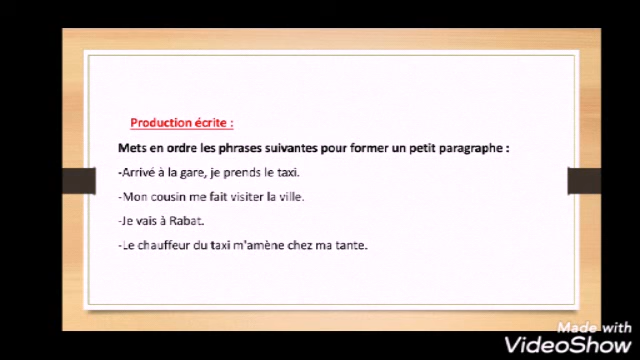 Production écrite :
Mets en ordre les phrases suivantes pour former un petit paragraphe :
-Arrivé à la gare, je prends le taxi.
-Mon cousin me fait visiter la ville.
-Je vais à Rabat.
-Le chauffeur du taxi m'amène chez ma tante.
Made with
VideoShow